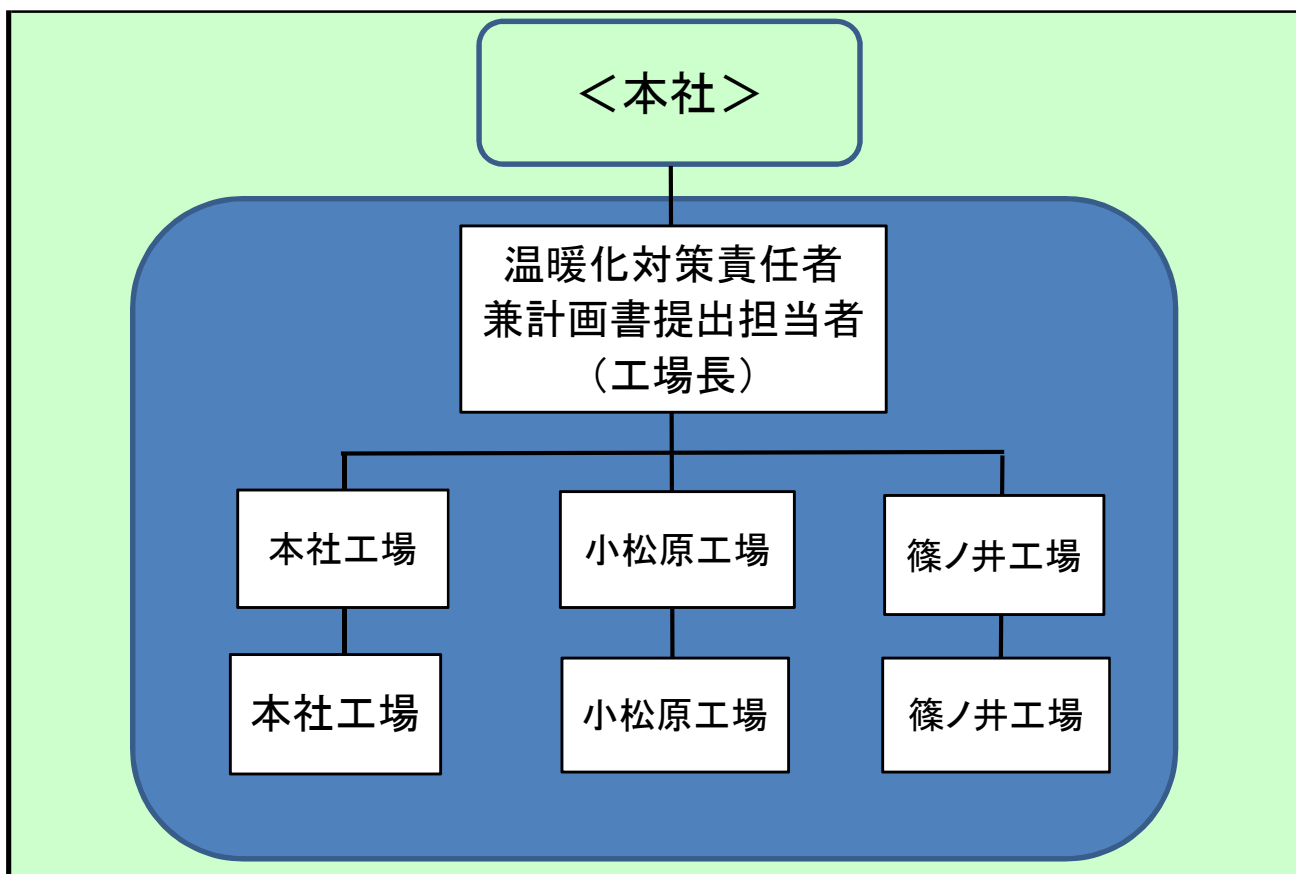 ＜本社＞
温暖化対策責任者
兼計画書提出担当者
（工場長）
本社工場
小松原工場
篠ノ井工場
本社工場
小松原工場
篠ノ井工場